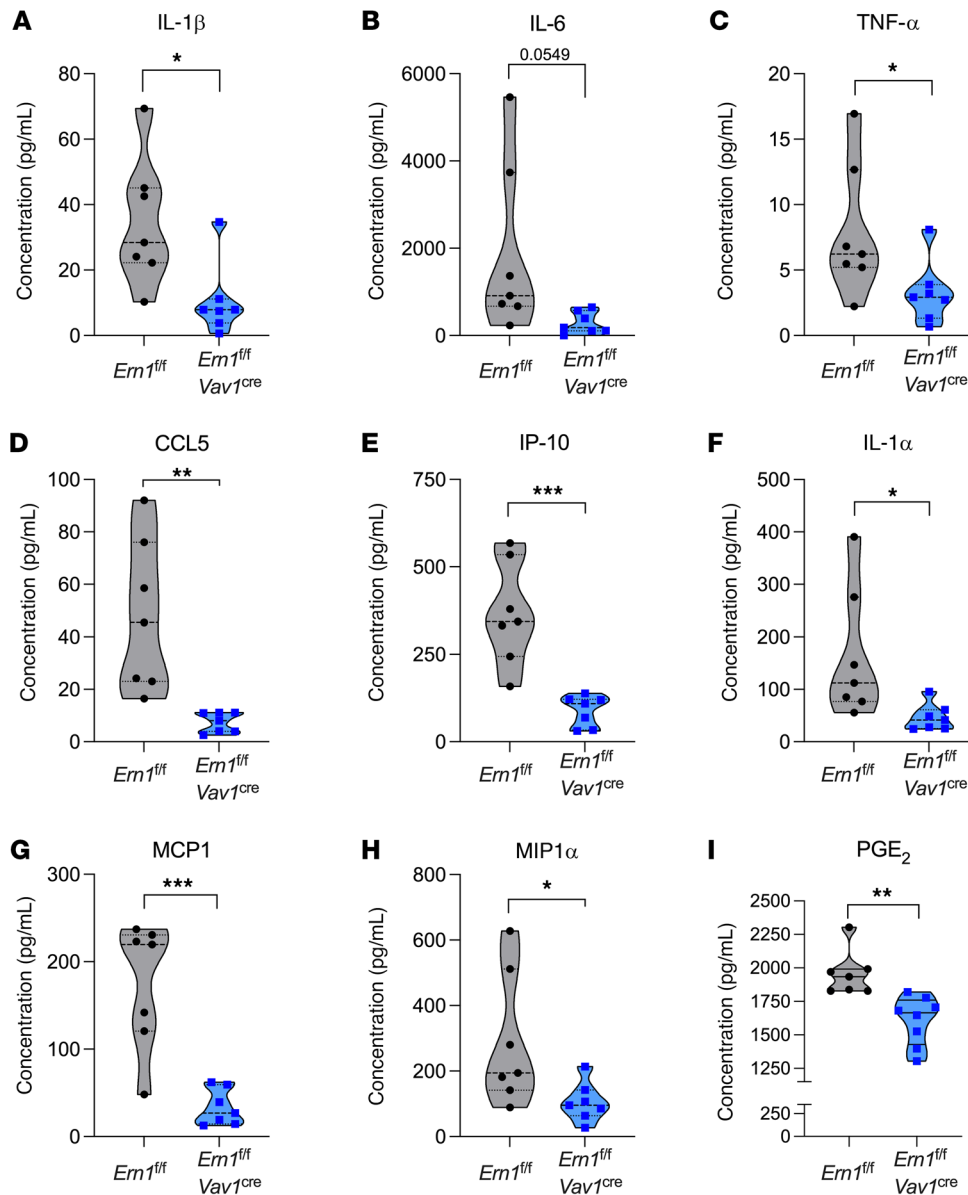 A IL-1β
*
Concentration (pg/mL)
80
60
40
20
0
Ern1f/f
Ern1f/f
Vav1cre
B IL-6
0.0549
Concentration (pg/mL)
6000
4000
2000
0
Ern1f/f
Ern1f/f
Vav1cre
C TNF-α
*
Concentration (pg/mL)
20
15
10
5
0
Ern1f/f
Ern1f/f
Vav1cre
D CCL5
**
Concentration (pg/mL)
100
80
60
40
20
0
Ern1f/f
Ern1f/f
Vav1cre
E IP-10
***
Concentration (pg/mL)
750
500
250
0
Ern1f/f
Ern1f/f
Vav1cre
F IL-1α
*
Concentration (pg/mL)
500
400
300
200
100
0
Ern1f/f
Ern1f/f
Vav1cre
G MCP1
***
Concentration (pg/mL)
300
200
100
0
Ern1f/f
Ern1f/f
Vav1cre
H MIP1α
*
Concentration (pg/mL)
800
600
400
200
0
Ern1f/f
Ern1f/f
Vav1cre
I PGE2
**
Concentration (pg/mL)
2500
2250
2000
1750
1500
1250
250
0
Ern1f/f
Ern1f/f
Vav1cre